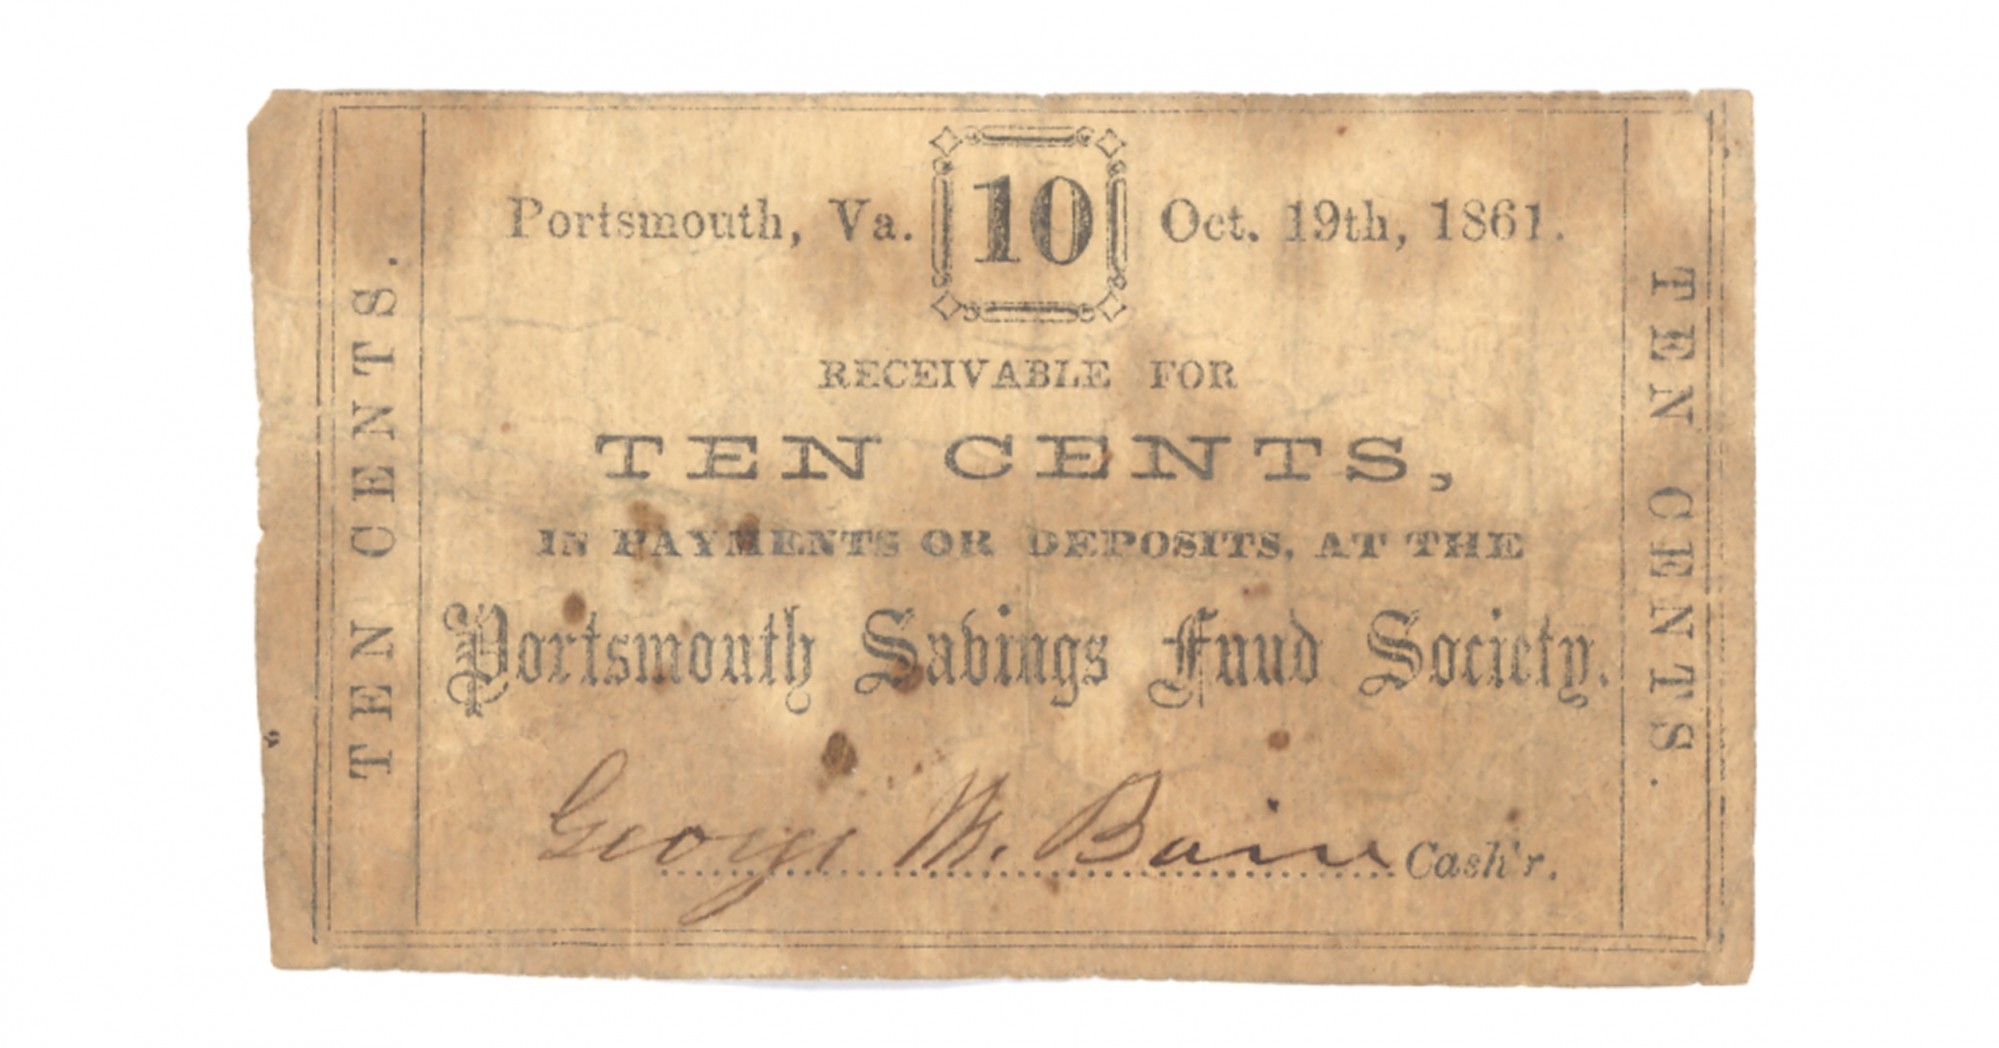 Portsmouth, Va. 10 Oct. 19th, 1861.
RECEIVABLE FOR
TEN CENTS,
IN PAYMENTS OR DEPOSITS, AT THE
Portsmouth Savings Fund Society.
George M. Bain Cash'r.
TEN CENTS.
TEN CENTS.